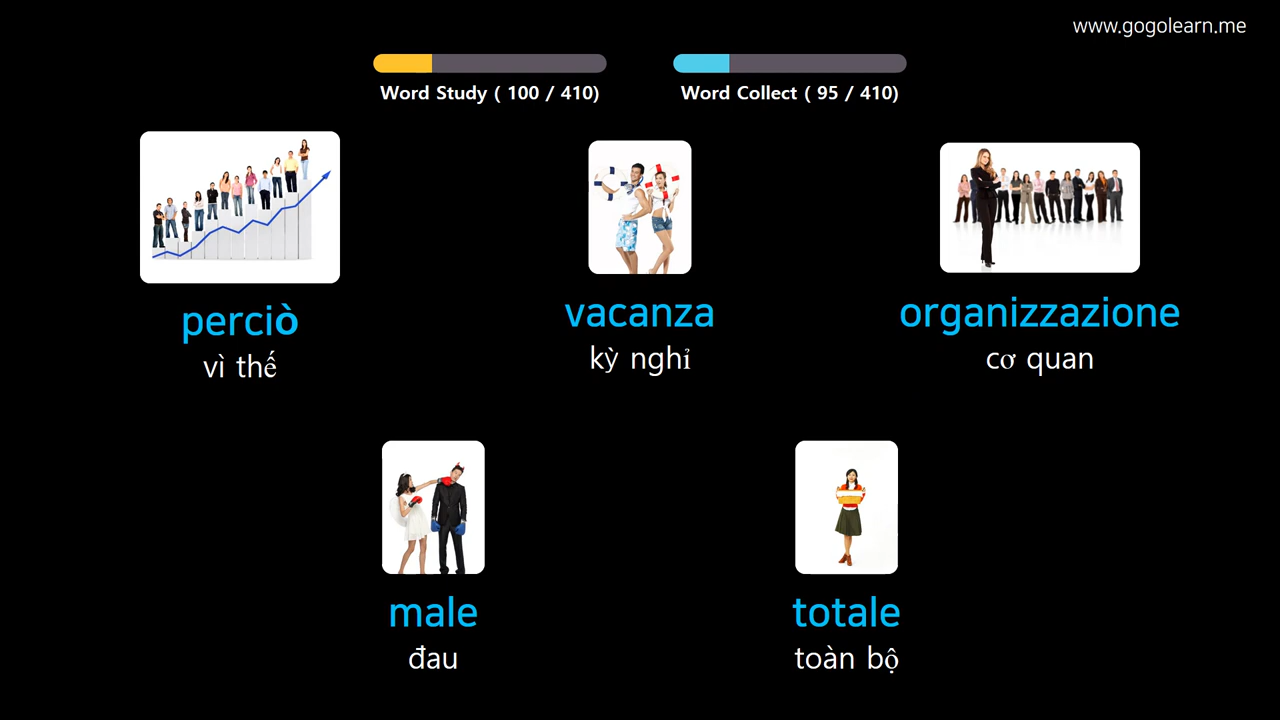 www.gogolearn.me
Word Study ( 100 / 410)
Word Collect ( 95 / 410)
perciò
vì thế
vacanza
kỳ nghỉ
organizzazione
cơ quan
male
đau
totale
toàn bộ